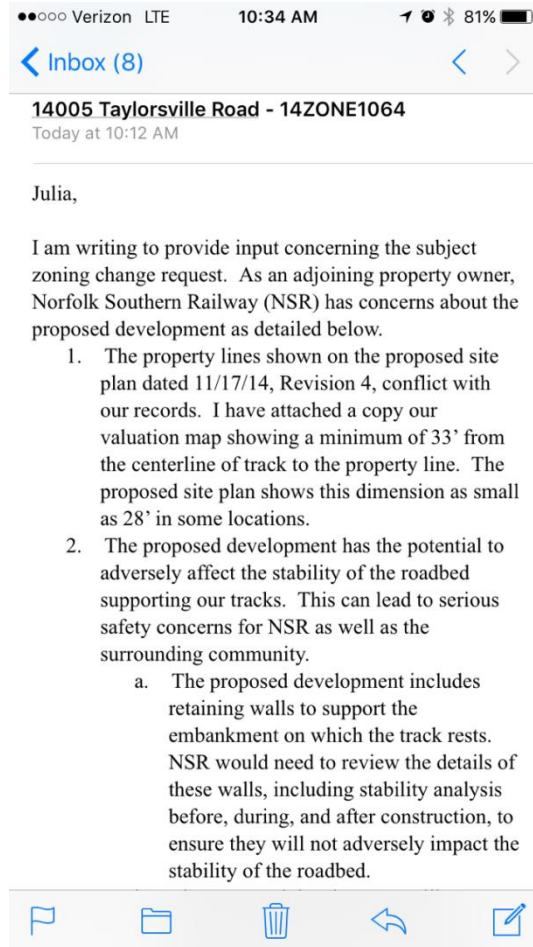 Verizon LTE 10:34 AM 81%
Inbox (8)
14005 Taylorsville Road - 14ZONE1064
Today at 10:12 AM
Julia,
I am writing to provide input concerning the subject
zoning change request. As an adjoining property owner,
Norfolk Southern Railway (NSR) has concerns about the
proposed development as detailed below.
1. The property lines shown on the proposed site
plan dated 11/17/14, Revision 4, conflict with
our records. I have attached a copy our
valuation map showing a minimum of 33’ from
the centerline of track to the property line. The
proposed site plan shows this dimension as small
as 28’ in some locations.
2. The proposed development has the potential to
adversely affect the stability of the roadbed
supporting our tracks. This can lead to serious
safety concerns for NSR as well as the
surrounding community.
a. The proposed development includes
retaining walls to support the
embankment on which the track rests.
NSR would need to review the details of
these walls, including stability analysis
before, during, and after construction, to
ensure they will not adversely impact the
stability of the roadbed.